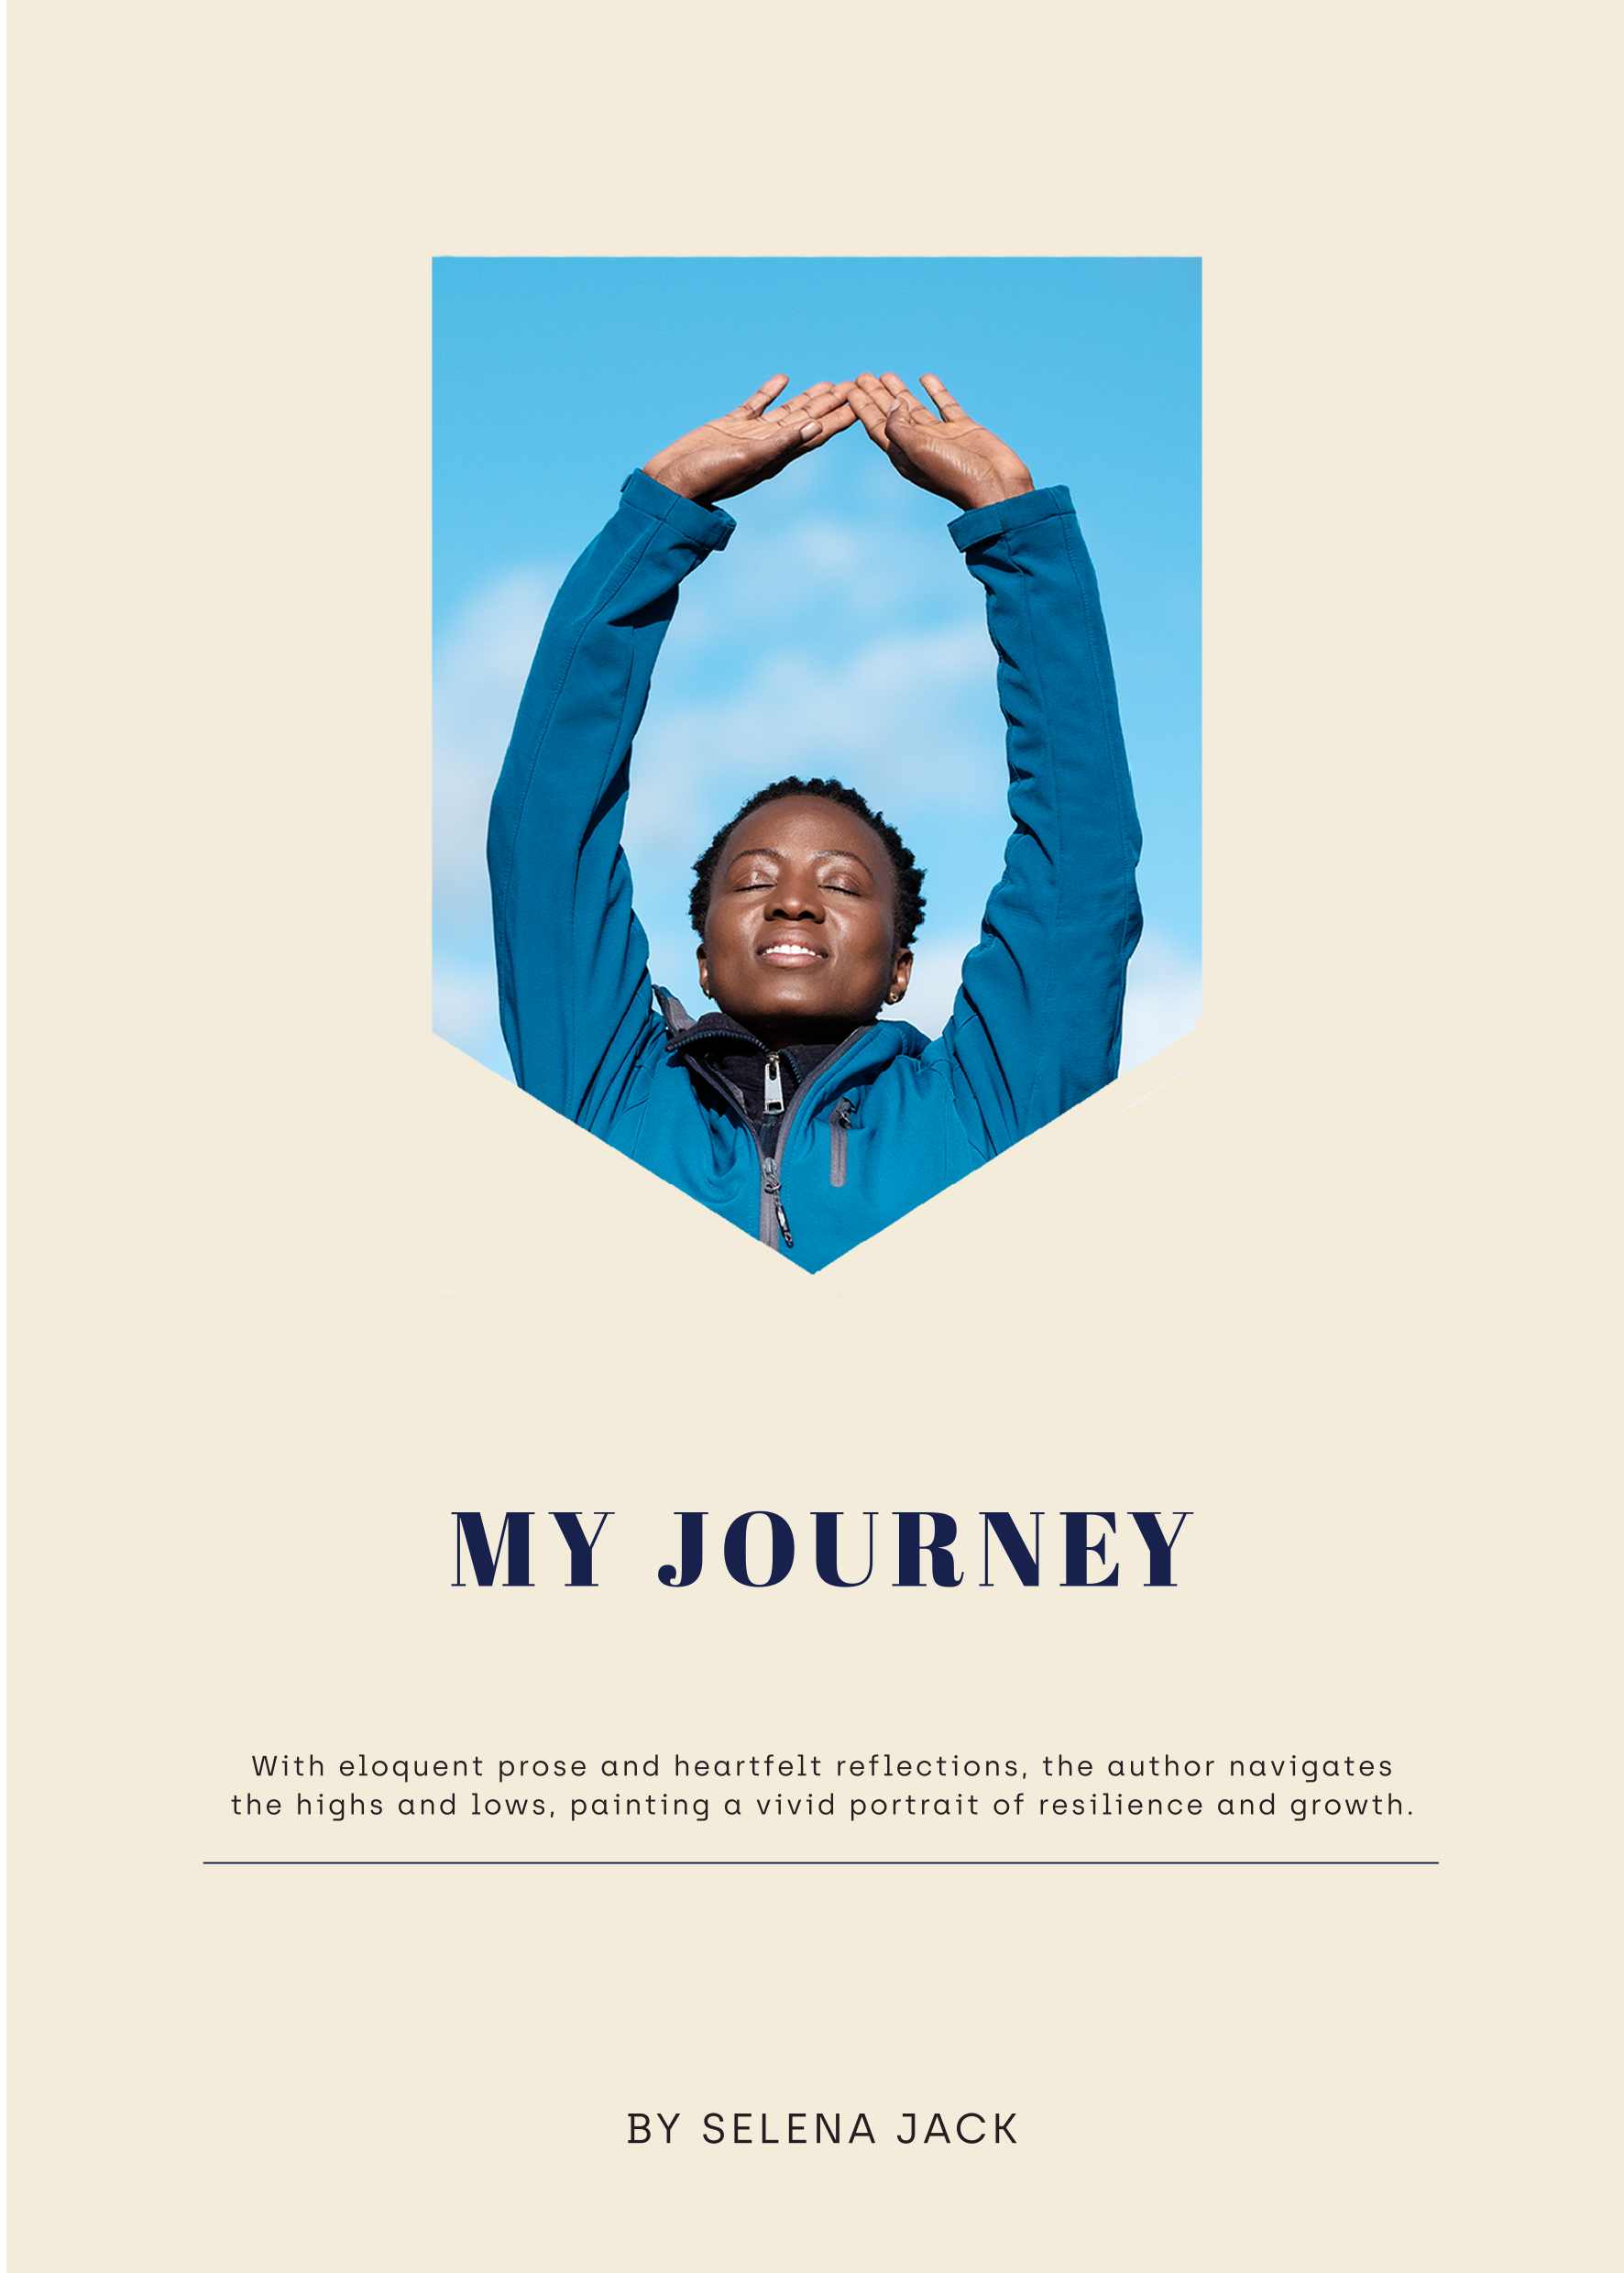 MY JOURNEY
With eloquent prose and heartfelt reflections, the author navigates
the highs and lows, painting a vivid portrait of resilience and growth.
BY SELENA JACK